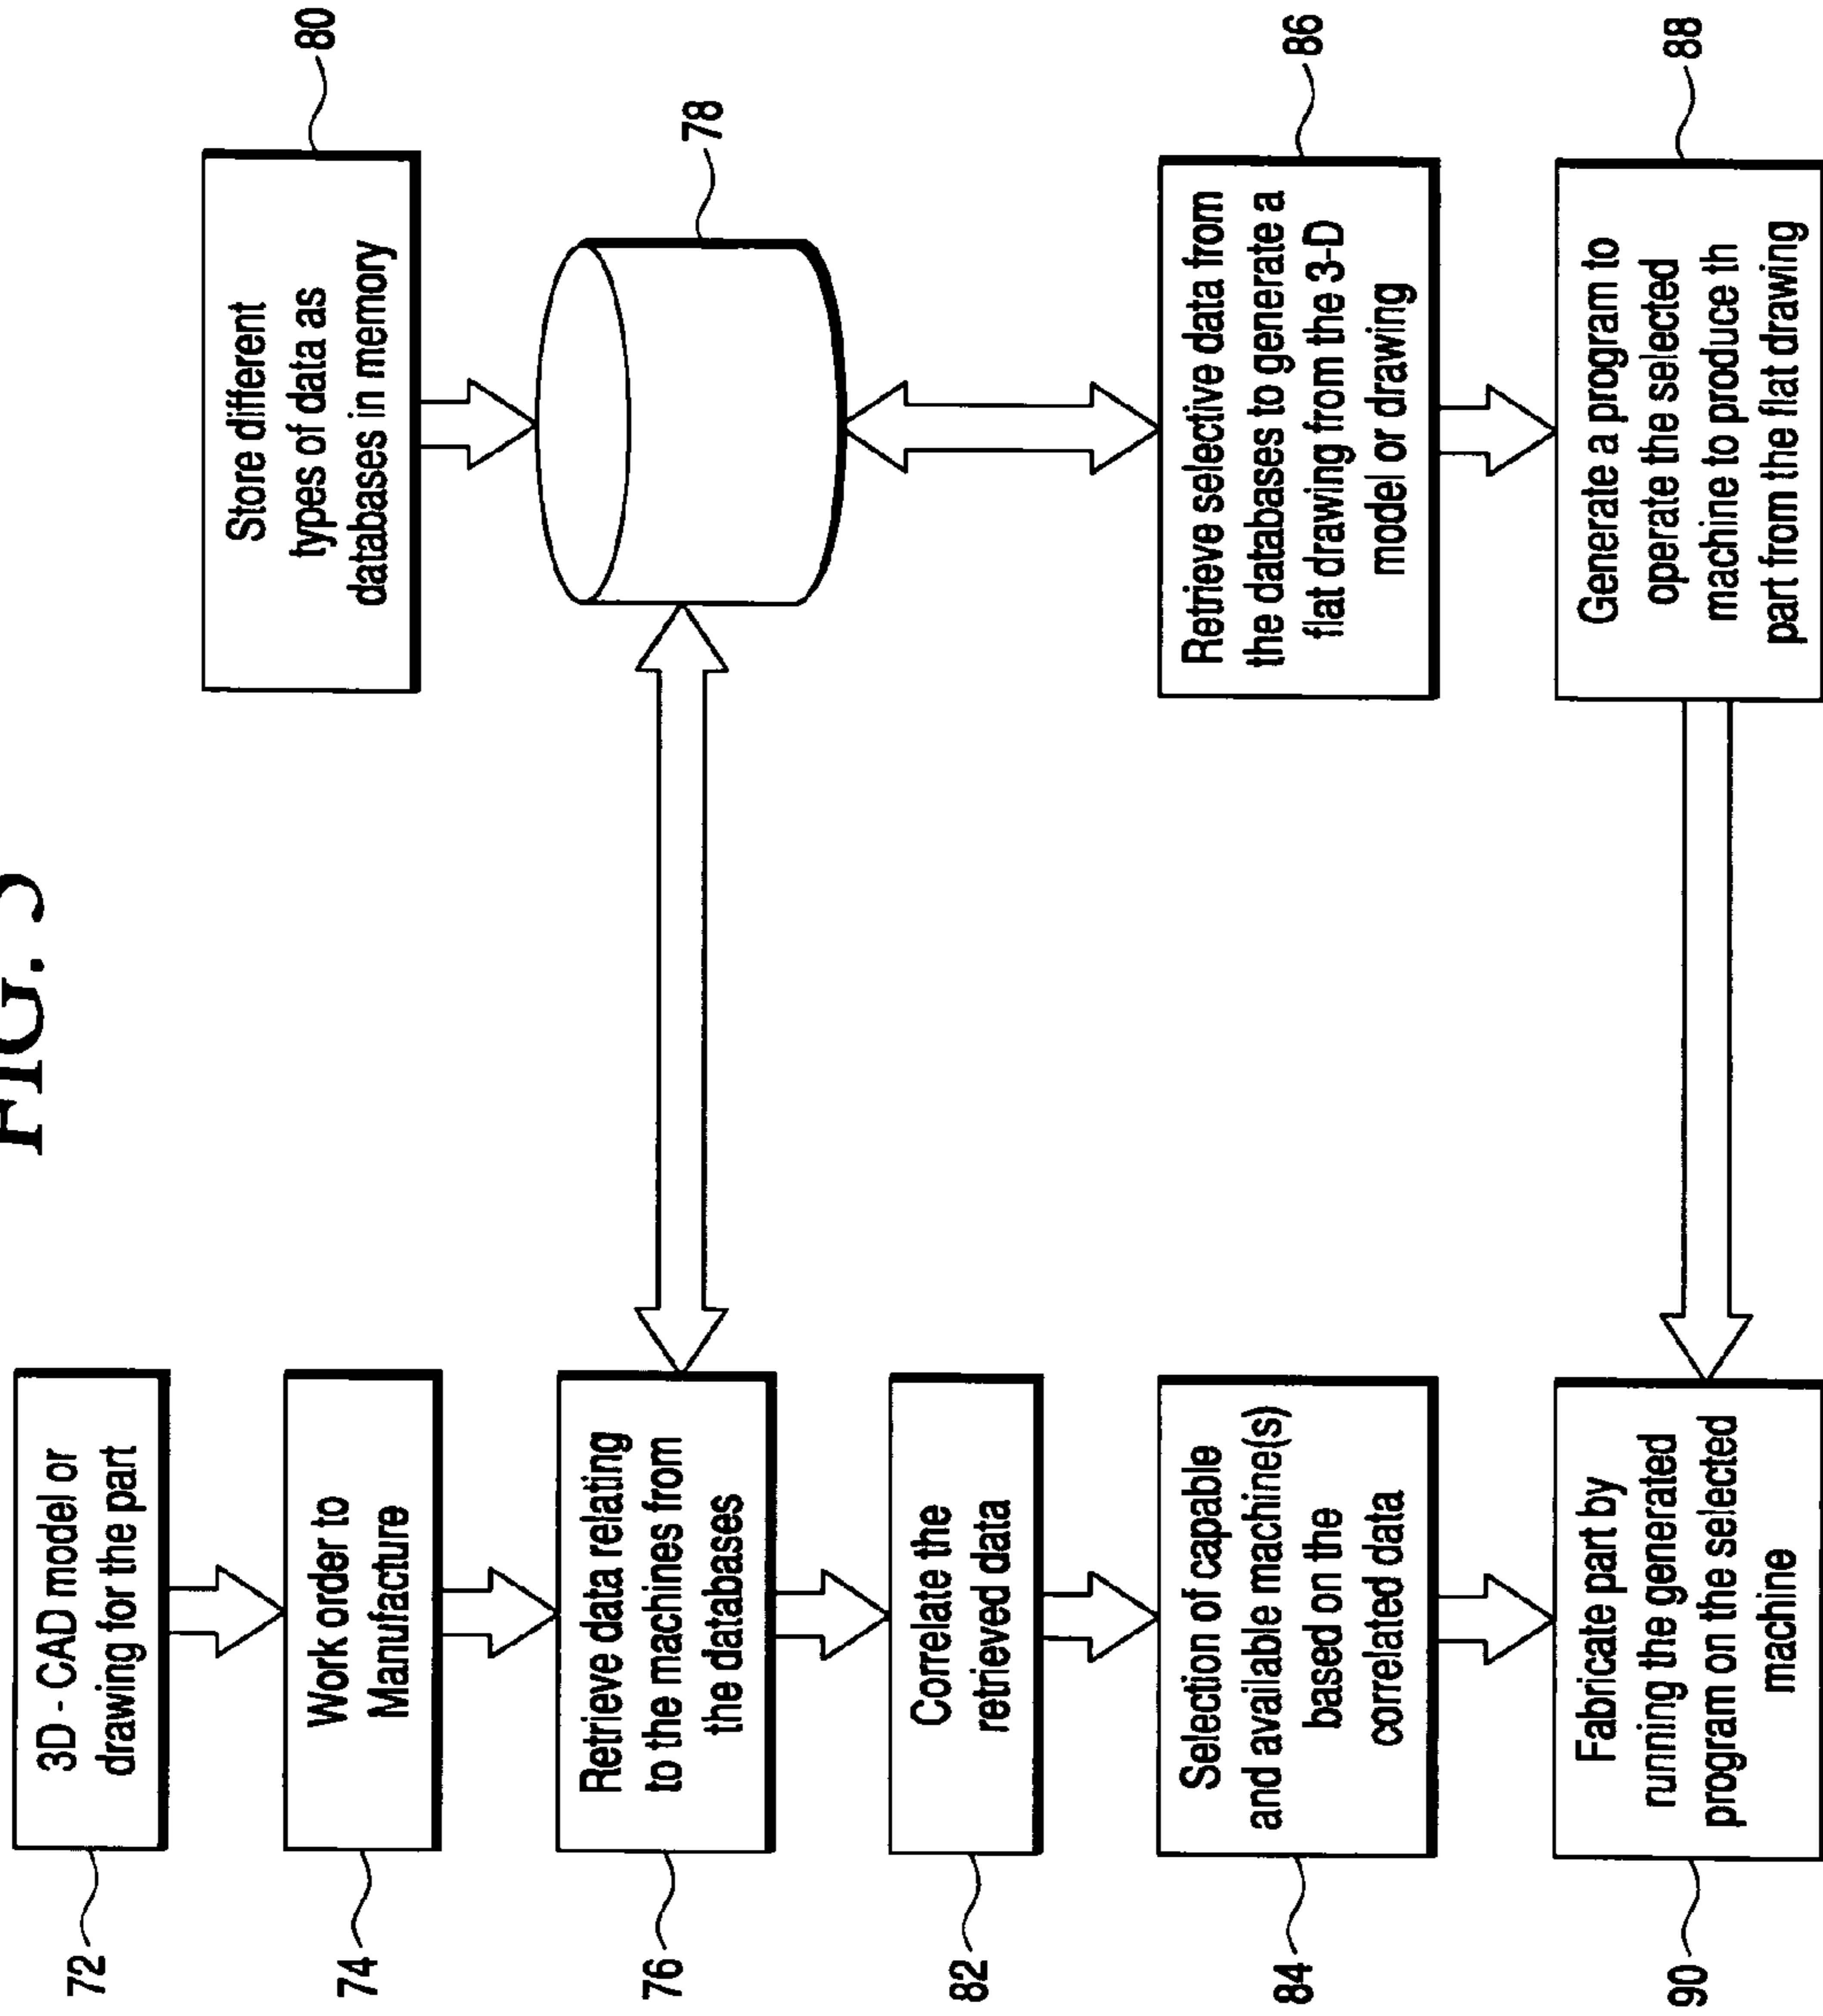 FIG.
3D - CAD model or
drawing for the part
72
Work order to
Manufacture
74
Retrieve data relating
to the machines from
the databases
76
Correlate the
retrieved data
82
Selection of capable
and available machine(s)
based on the
correlated data
84
Fabricate part by
running the generated
program on the selected
machine
90
Store different
types of data as
databases in memory
80
78
Retrieve selective data from
the databases to generate a
flat drawing from the 3-D
model or drawing
86
Generate a program to
operate the selected
machine to produce th
part from the flat drawing
88